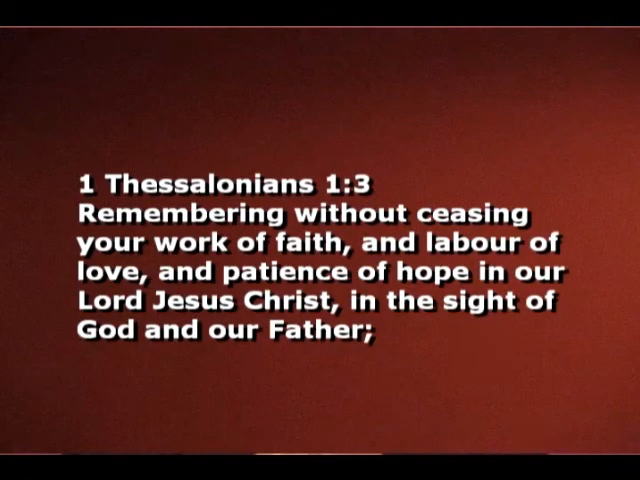 1 Thessalonians 1:3
Remembering without ceasing
your work of faith, and labour of
love, and patience of hope in our
Lord Jesus Christ, in the sight of
God and our Father;